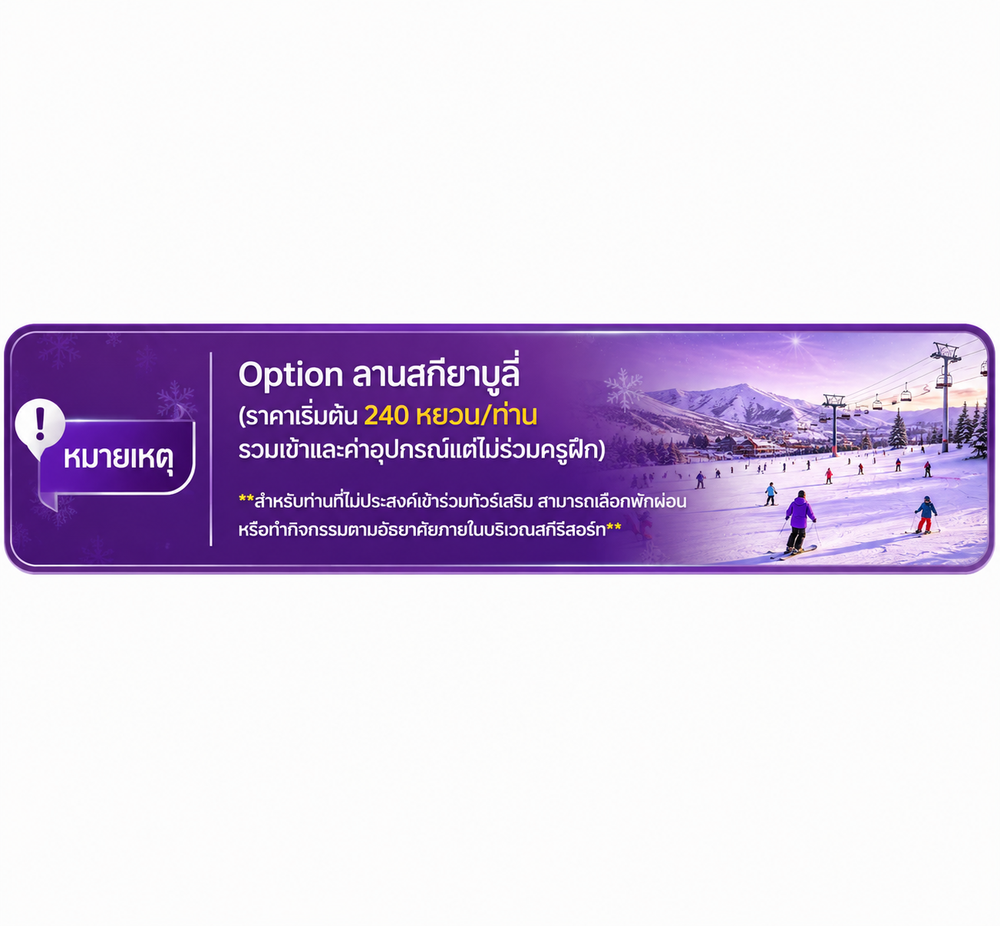 หมายเหตุ
Option ลานสกียาบูลี่
(ราคาเริ่มต้น 240 หยวน/ท่าน
รวมเข้าและค่าอุปกรณ์แต่ไม่ร่วมครูฝึก)
**สำหรับท่านที่ไม่ประสงค์เข้าร่วมทัวร์เสริม สามารถเลือกพักผ่อน
หรือทำกิจกรรมตามอัธยาศัยภายในบริเวณสกีรีสอร์ท**